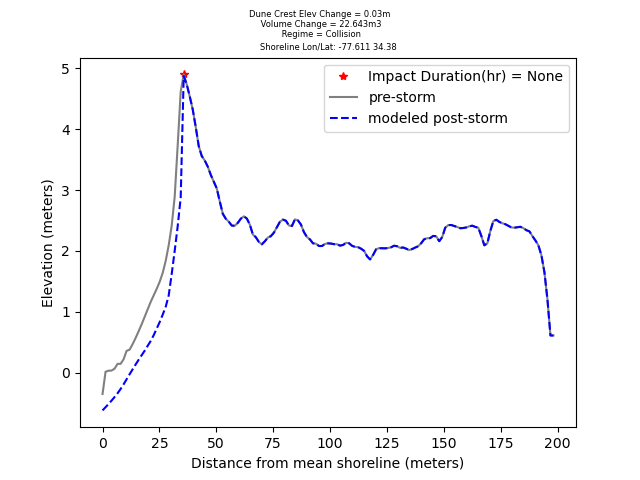 Dune Crest Elev Change = 0.03m
Volume Change = 22.643m3
Regime = Collision
Shoreline Lon/Lat: -77.611 34.38
Impact Duration(hr) = None
pre-storm
modeled post-storm
5
4
3
2
1
0
Elevation (meters)
0 25 50 75 100 125 150 175 200
Distance from mean shoreline (meters)